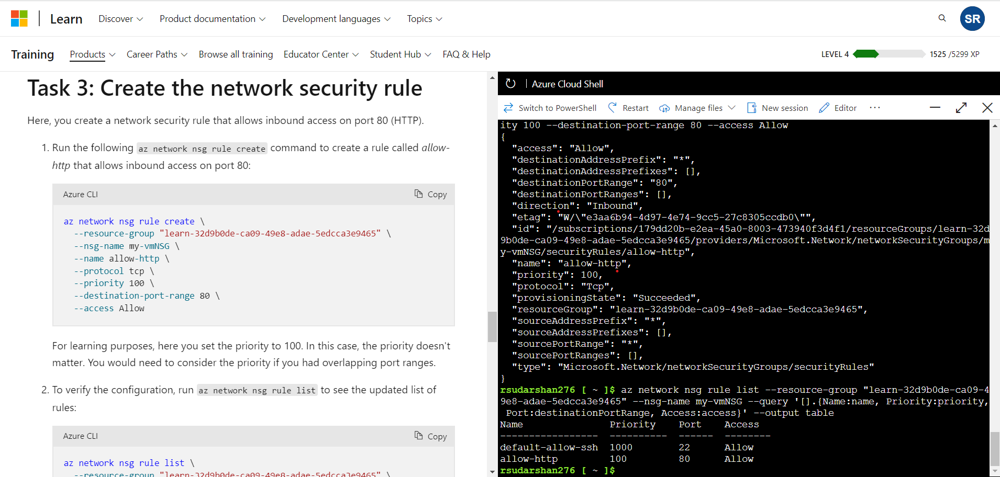 Learn Discover Product documentation Development languages Topics SR
Training Products Career Paths Browse all training Educator Center Student Hub FAQ & Help LEVEL 4 1525 /5299 XP
Task 3: Create the network security rule
Here, you create a network security rule that allows inbound access on port 80 (HTTP).
1. Run the following az network nsg rule create command to create a rule called allow-
http that allows inbound access on port 80:
Azure CLI Copy
az network nsg rule create \
--resource-group "learn-32d9b0de-ca09-49e8-adae-5edcca3e9465" \
--nsg-name my-vmNSG \
--name allow-http \
--protocol tcp \
--priority 100 \
--destination-port-range 80 \
--access Allow
For learning purposes, here you set the priority to 100. In this case, the priority doesn't
matter. You would need to consider the priority if you had overlapping port ranges.
2. To verify the configuration, run az network nsg rule list to see the updated list of
rules:
Azure CLI Copy
az network nsg rule list \
--resource-group "learn-32d9b0de-ca09-49e8-adae-5edcca3e9465" \
Azure Cloud Shell
Switch to PowerShell Restart Manage files New session Editor ...
ity 100 --destination-port-range 80 --access Allow
{
"access": "Allow",
"destinationAddressPrefix": "*",
"destinationAddressPrefixes": [],
"destinationPortRange": "80",
"destinationPortRanges": [],
"direction": "Inbound",
"etag": "W/\"e3aa6b94-4d97-4e74-9cc5-27c8305ccdb0\"",
"id": "/subscriptions/179dd20b-e2ea-45a0-8003-473940f3d4f1/resourceGroups/learn-32d
9b0de-ca09-49e8-adae-5edcca3e9465/providers/Microsoft.Network/networkSecurityGroups/m
y-vmNSG/securityRules/allow-http",
"name": "allow-http",
"priority": 100,
"protocol": "Tcp",
"provisioningState": "Succeeded",
"resourceGroup": "learn-32d9b0de-ca09-49e8-adae-5edcca3e9465",
"sourceAddressPrefix": "*",
"sourceAddressPrefixes": [],
"sourcePortRange": "*",
"sourcePortRanges": [],
"type": "Microsoft.Network/networkSecurityGroups/securityRules"
}
rsudarshan276 [ ~ ]$ az network nsg rule list --resource-group "learn-32d9b0de-ca09-4
9e8-adae-5edcca3e9465" --nsg-name my-vmNSG --query '[].{Name:name, Priority:priority,
Port:destinationPortRange, Access:access}' --output table
Name Priority Port Access
----------------- ---------- ------ --------
default-allow-ssh 1000 22 Allow
allow-http 100 80 Allow
rsudarshan276 [ ~ ]$